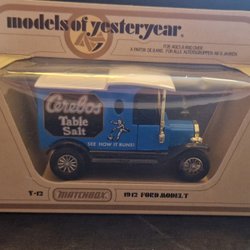 models of yesteryear
FOR AGES 8 AND OVER
Cerebos
Table
Salt
SEE HOW IT RUNS!
Y-12
MATCHBOX
1912 FORD MODEL T